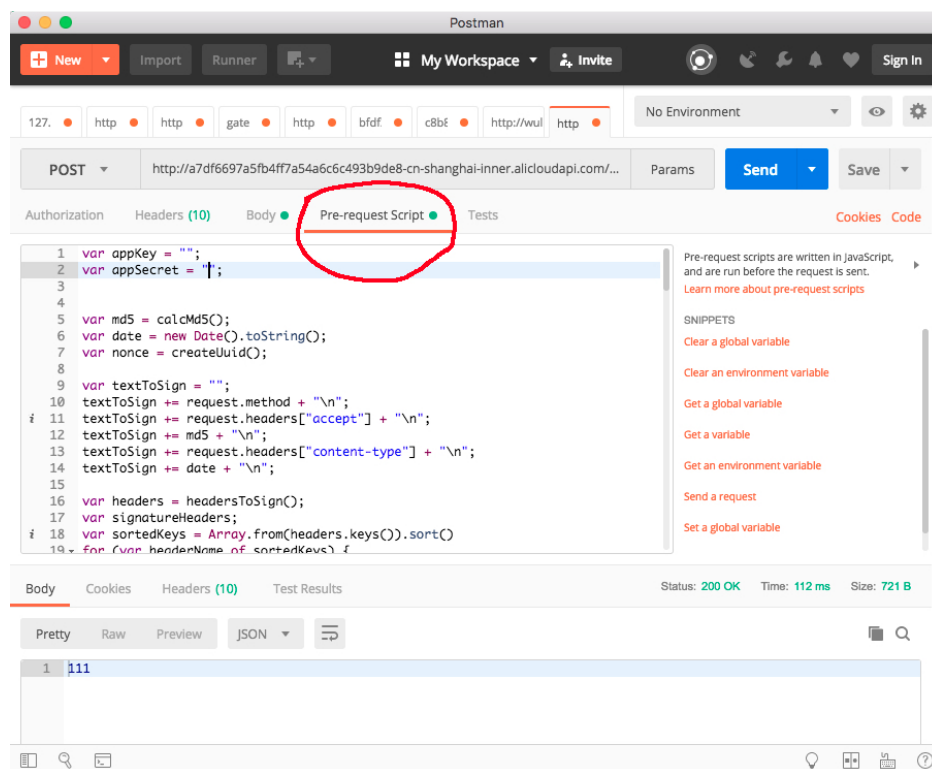 Postman
New Import Runner My Workspace Invite Sign In
127. http http gate http bfdf. c8b8 http://wul http No Environment
POST http://a7df6697a5fb4ff7a54a6c6c493b9de8-cn-shanghai-inner.alicloudapi.com/... Params Send Save
Authorization Headers (10) Body Pre-request Script Tests Cookies Code
1 var appKey = "";
2 var appSecret = "";
3
4
5 var md5 = calcMd5();
6 var date = new Date().toString();
7 var nonce = createUuid();
8
9 var textToSign = "";
10 textToSign += request.method + "\n";
i 11 textToSign += request.headers["accept"] + "\n";
12 textToSign += md5 + "\n";
13 textToSign += request.headers["content-type"] + "\n";
14 textToSign += date + "\n";
15
16 var headers = headersToSign();
17 var signatureHeaders;
i 18 var sortedKeys = Array.from(headers.keys()).sort()
19 for (var headerName of sortedKeys) {
Pre-request scripts are written in JavaScript,
and are run before the request is sent.
Learn more about pre-request scripts
SNIPPETS
Clear a global variable
Clear an environment variable
Get a global variable
Get a variable
Get an environment variable
Send a request
Set a global variable
Body Cookies Headers (10) Test Results Status: 200 OK Time: 112 ms Size: 721 B
Pretty Raw Preview JSON
1 111